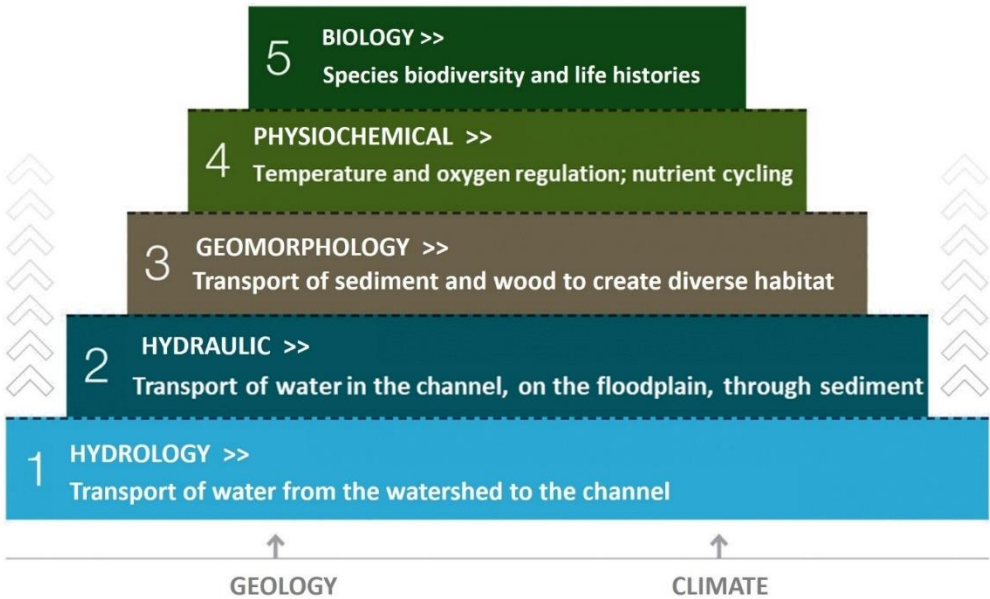 5
BIOLOGY >>
Species biodiversity and life histories
4
PHYSIOCHEMICAL >>
Temperature and oxygen regulation; nutrient cycling
3
GEOMORPHOLOGY >>
Transport of sediment and wood to create diverse habitat
2
HYDRAULIC >>
Transport of water in the channel, on the floodplain, through sediment
1
HYDROLOGY >>
Transport of water from the watershed to the channel
GEOLOGY
CLIMATE